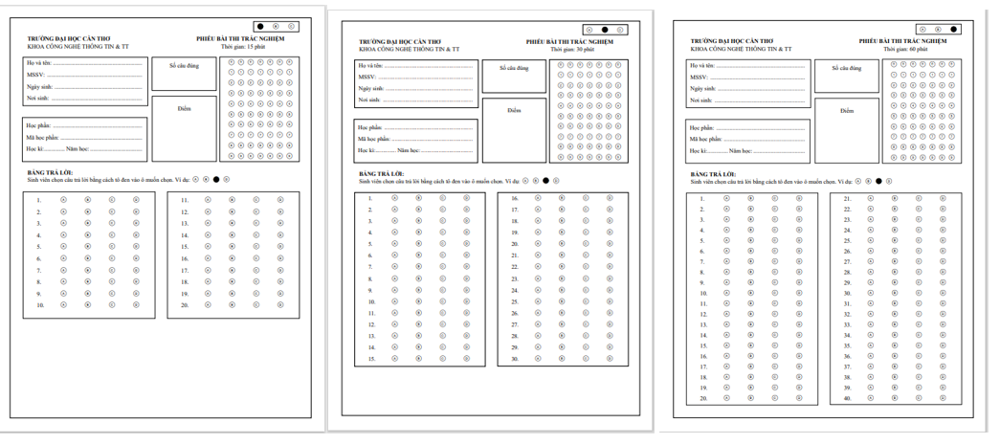 B C
TRƯỜNG ĐẠI HỌC CẦN THƠ
KHOA CÔNG NGHỆ THÔNG TIN & TT
PHIẾU BÀI THI TRẮC NGHIỆM
Thời gian: 15 phút
Họ và tên:
MSSV:
Ngày sinh:
Nơi sinh:
Số câu đúng
Điểm
Học phần:
Mã học phần:
Học kì: Năm học:
BẢNG TRẢ LỜI:
Sinh viên chọn câu trả lời bằng cách tô đen vào ô muốn chọn. Ví dụ: A B D
1. A B C D
2. A B C D
3. A B C D
4. A B C D
5. A B C D
6. A B C D
7. A B C D
8. A B C D
9. A B C D
10. A B C D
11. A B C D
12. A B C D
13. A B C D
14. A B C D
15. A B C D
16. A B C D
17. A B C D
18. A B C D
19. A B C D
20. A B C D
A C
TRƯỜNG ĐẠI HỌC CẦN THƠ
KHOA CÔNG NGHỆ THÔNG TIN & TT
PHIẾU BÀI THI TRẮC NGHIỆM
Thời gian: 30 phút
Họ và tên:
MSSV:
Ngày sinh:
Nơi sinh:
Số câu đúng
Điểm
Học phần:
Mã học phần:
Học kì: Năm học:
BẢNG TRẢ LỜI:
Sinh viên chọn câu trả lời bằng cách tô đen vào ô muốn chọn. Ví dụ: A B D
1. A B C D
2. A B C D
3. A B C D
4. A B C D
5. A B C D
6. A B C D
7. A B C D
8. A B C D
9. A B C D
10. A B C D
11. A B C D
12. A B C D
13. A B C D
14. A B C D
15. A B C D
16. A B C D
17. A B C D
18. A B C D
19. A B C D
20. A B C D
21. A B C D
22. A B C D
23. A B C D
24. A B C D
25. A B C D
26. A B C D
27. A B C D
28. A B C D
29. A B C D
30. A B C D
A B
TRƯỜNG ĐẠI HỌC CẦN THƠ
KHOA CÔNG NGHỆ THÔNG TIN & TT
PHIẾU BÀI THI TRẮC NGHIỆM
Thời gian: 60 phút
Họ và tên:
MSSV:
Ngày sinh:
Nơi sinh:
Số câu đúng
Điểm
Học phần:
Mã học phần:
Học kì: Năm học:
BẢNG TRẢ LỜI:
Sinh viên chọn câu trả lời bằng cách tô đen vào ô muốn chọn. Ví dụ: A B D
1. A B C D
2. A B C D
3. A B C D
4. A B C D
5. A B C D
6. A B C D
7. A B C D
8. A B C D
9. A B C D
10. A B C D
11. A B C D
12. A B C D
13. A B C D
14. A B C D
15. A B C D
16. A B C D
17. A B C D
18. A B C D
19. A B C D
20. A B C D
21. A B C D
22. A B C D
23. A B C D
24. A B C D
25. A B C D
26. A B C D
27. A B C D
28. A B C D
29. A B C D
30. A B C D
31. A B C D
32. A B C D
33. A B C D
34. A B C D
35. A B C D
36. A B C D
37. A B C D
38. A B C D
39. A B C D
40. A B C D